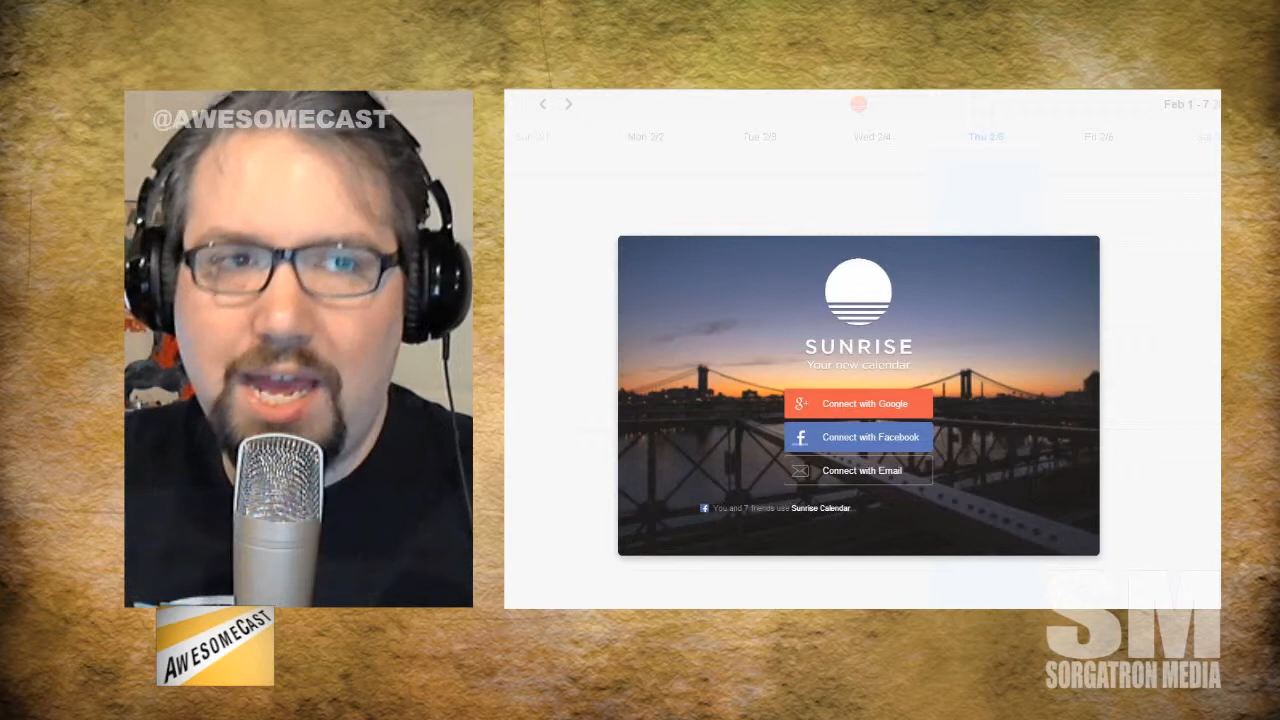 @AWESOMECAST
Feb 1 - 7
Mon 2/2
Tue 2/3
Wed 2/4
Thu 2/5
Fri 2/6
SUNRISE
Your new calendar
g+ Connect with Google
f Connect with Facebook
Connect with Email
f You and 7 friends use Sunrise Calendar.
AWESOMECAST
SM
SORGATRON MEDIA